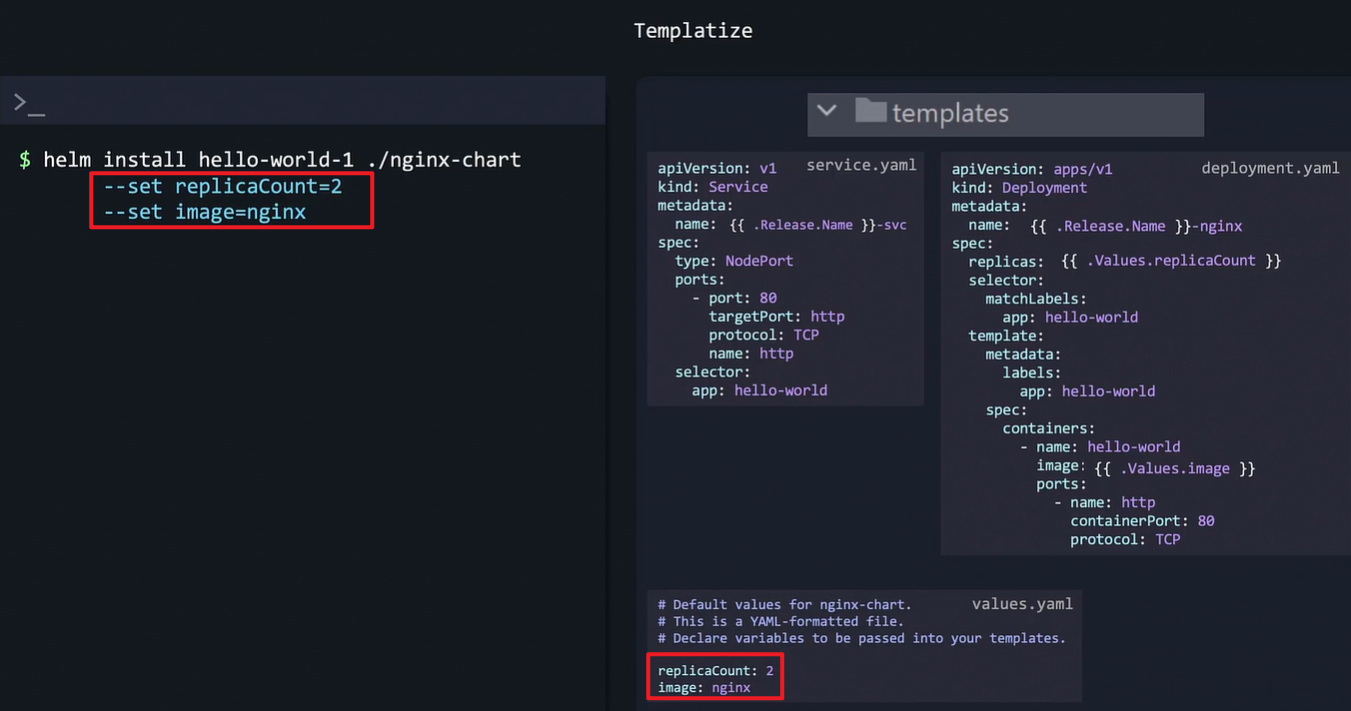 Templatize
>_
$ helm install hello-world-1 ./nginx-chart
--set replicaCount=2
--set image=nginx
templates
service.yaml
apiVersion: v1
kind: Service
metadata:
name: {{ .Release.Name }}-svc
spec:
type: NodePort
ports:
- port: 80
targetPort: http
protocol: TCP
name: http
selector:
app: hello-world
deployment.yaml
apiVersion: apps/v1
kind: Deployment
metadata:
name: {{ .Release.Name }}-nginx
spec:
replicas: {{ .Values.replicaCount }}
selector:
matchLabels:
app: hello-world
template:
metadata:
labels:
app: hello-world
spec:
containers:
- name: hello-world
image: {{ .Values.image }}
ports:
- name: http
containerPort: 80
protocol: TCP
values.yaml
# Default values for nginx-chart.
# This is a YAML-formatted file.
# Declare variables to be passed into your templates.
replicaCount: 2
image: nginx